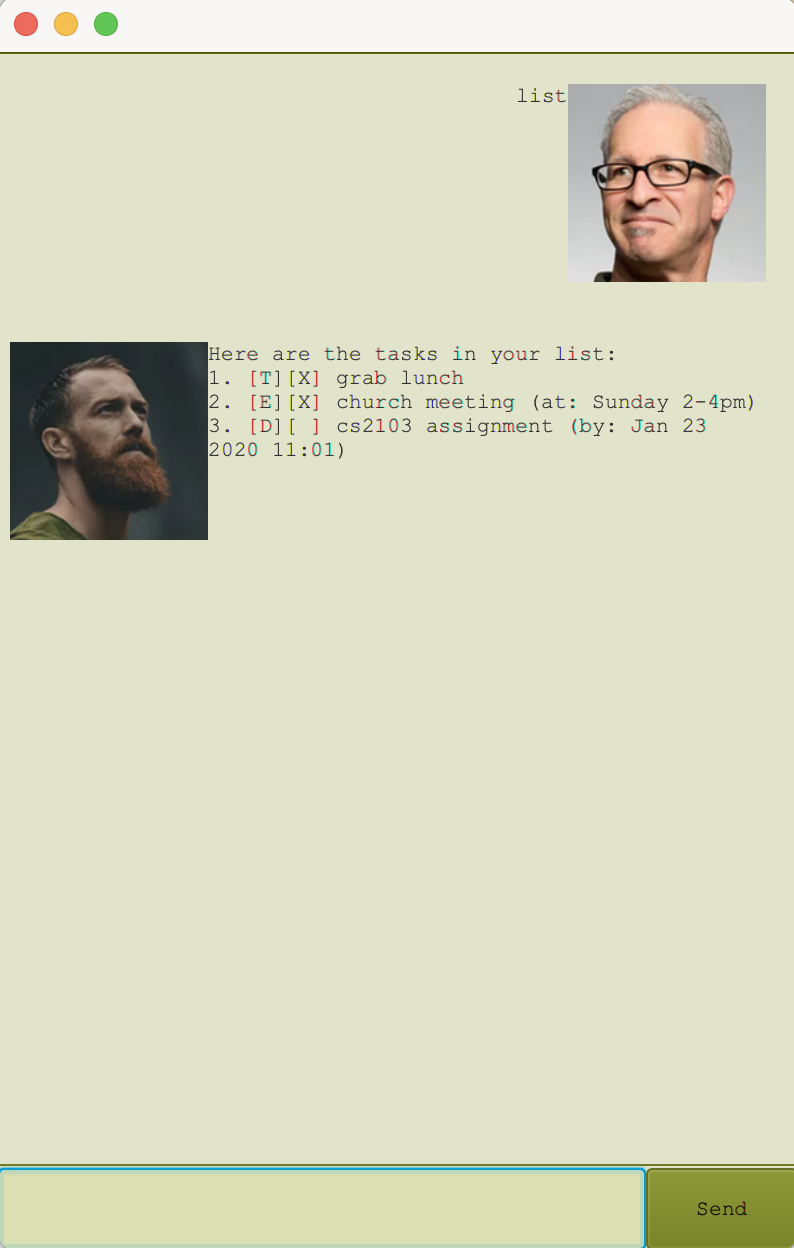 list
Here are the tasks in your list:
1. [T][X] grab lunch
2. [E][X] church meeting (at: Sunday 2-4pm)
3. [D][ ] cs2103 assignment (by: Jan 23
2020 11:01)
Send